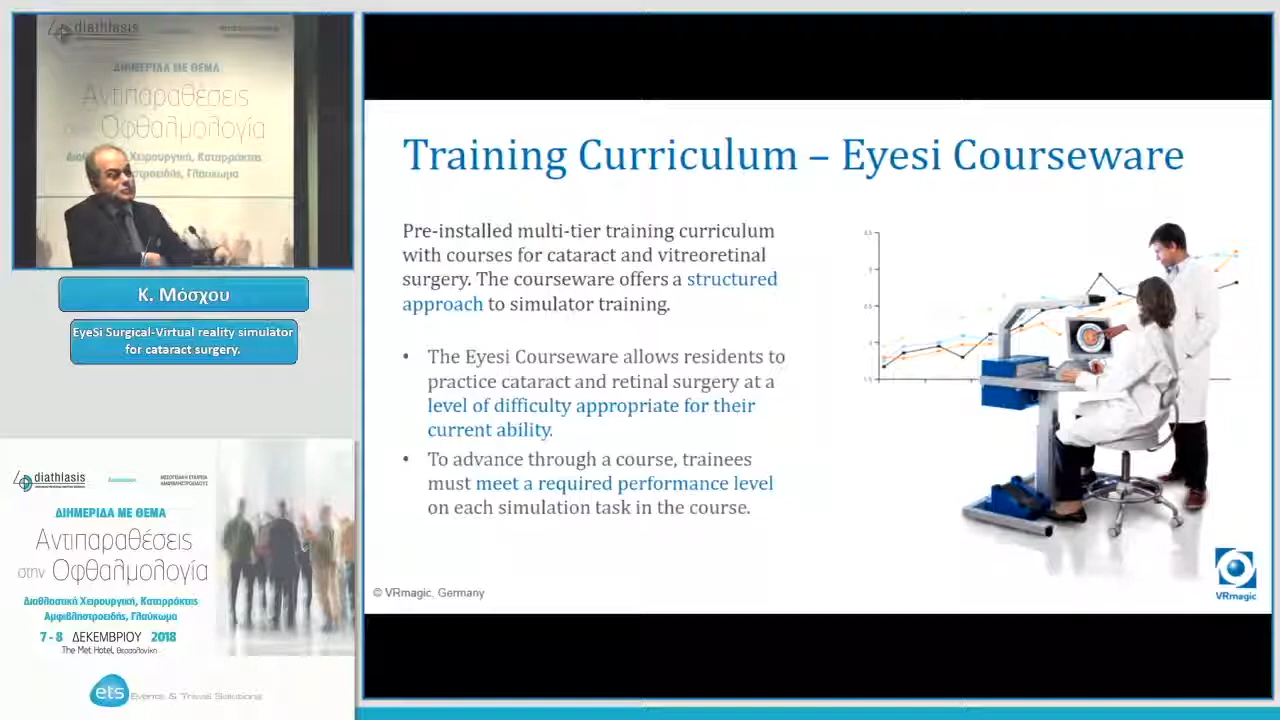 diathlasis
ΔΙΗΜΕΡΙΔΑ ΜΕ ΘΕΜΑ
Αντιπαραθέσεις
Οφθαλμολογία
Χειρουργική, Καταρράκτης
Γλαύκωμα
Κ. Μόσχου
EyeSi Surgical-Virtual reality simulator
for cataract surgery.
diathlasis
ΔΙΗΜΕΡΙΔΑ ΜΕ ΘΕΜΑ
Αντιπαραθέσεις
στην Οφθαλμολογία
Διαθλαστική Χειρουργική, Καταρράκτης
Αμφιβληστροειδής, Γλαύκωμα
7 - 8 ΔΕΚΕΜΒΡΙΟΥ 2018
The Met Hotel, Θεσσαλονίκη
ets Events & Travel Solutions
Training Curriculum – Eyesi Courseware
Pre-installed multi-tier training curriculum
with courses for cataract and vitreoretinal
surgery. The courseware offers a structured
approach to simulator training.
• The Eyesi Courseware allows residents to
practice cataract and retinal surgery at a
level of difficulty appropriate for their
current ability.
• To advance through a course, trainees
must meet a required performance level
on each simulation task in the course.
© VRmagic, Germany
VRmagic